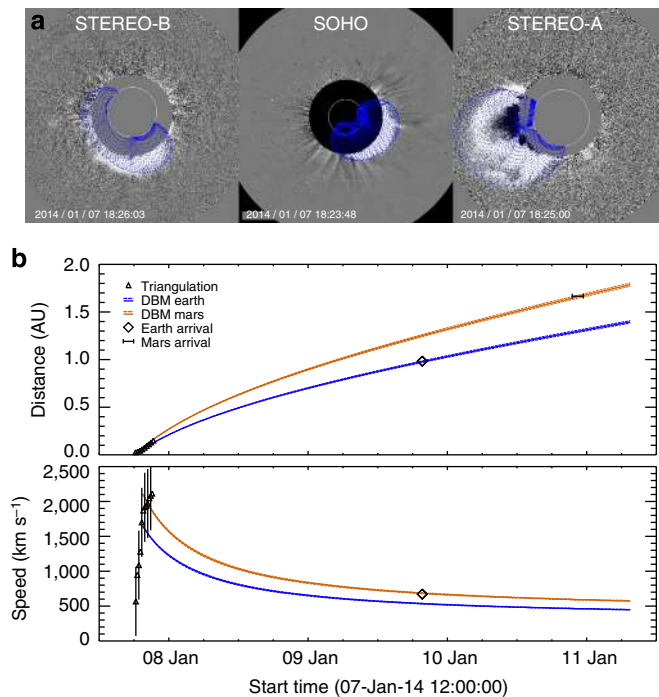 a
STEREO-B
SOHO
STEREO-A
2014 / 01 / 07 18:26:03
2014 / 01 / 07 18:23:48
2014 / 01 / 07 18:25:00
b
Distance (AU)
2.0
1.5
1.0
0.5
0.0
Triangulation
DBM earth
DBM mars
Earth arrival
Mars arrival
Speed (km s⁻¹)
2,500
2,000
1,500
1,000
500
0
08 Jan
09 Jan
10 Jan
11 Jan
Start time (07-Jan-14 12:00:00)